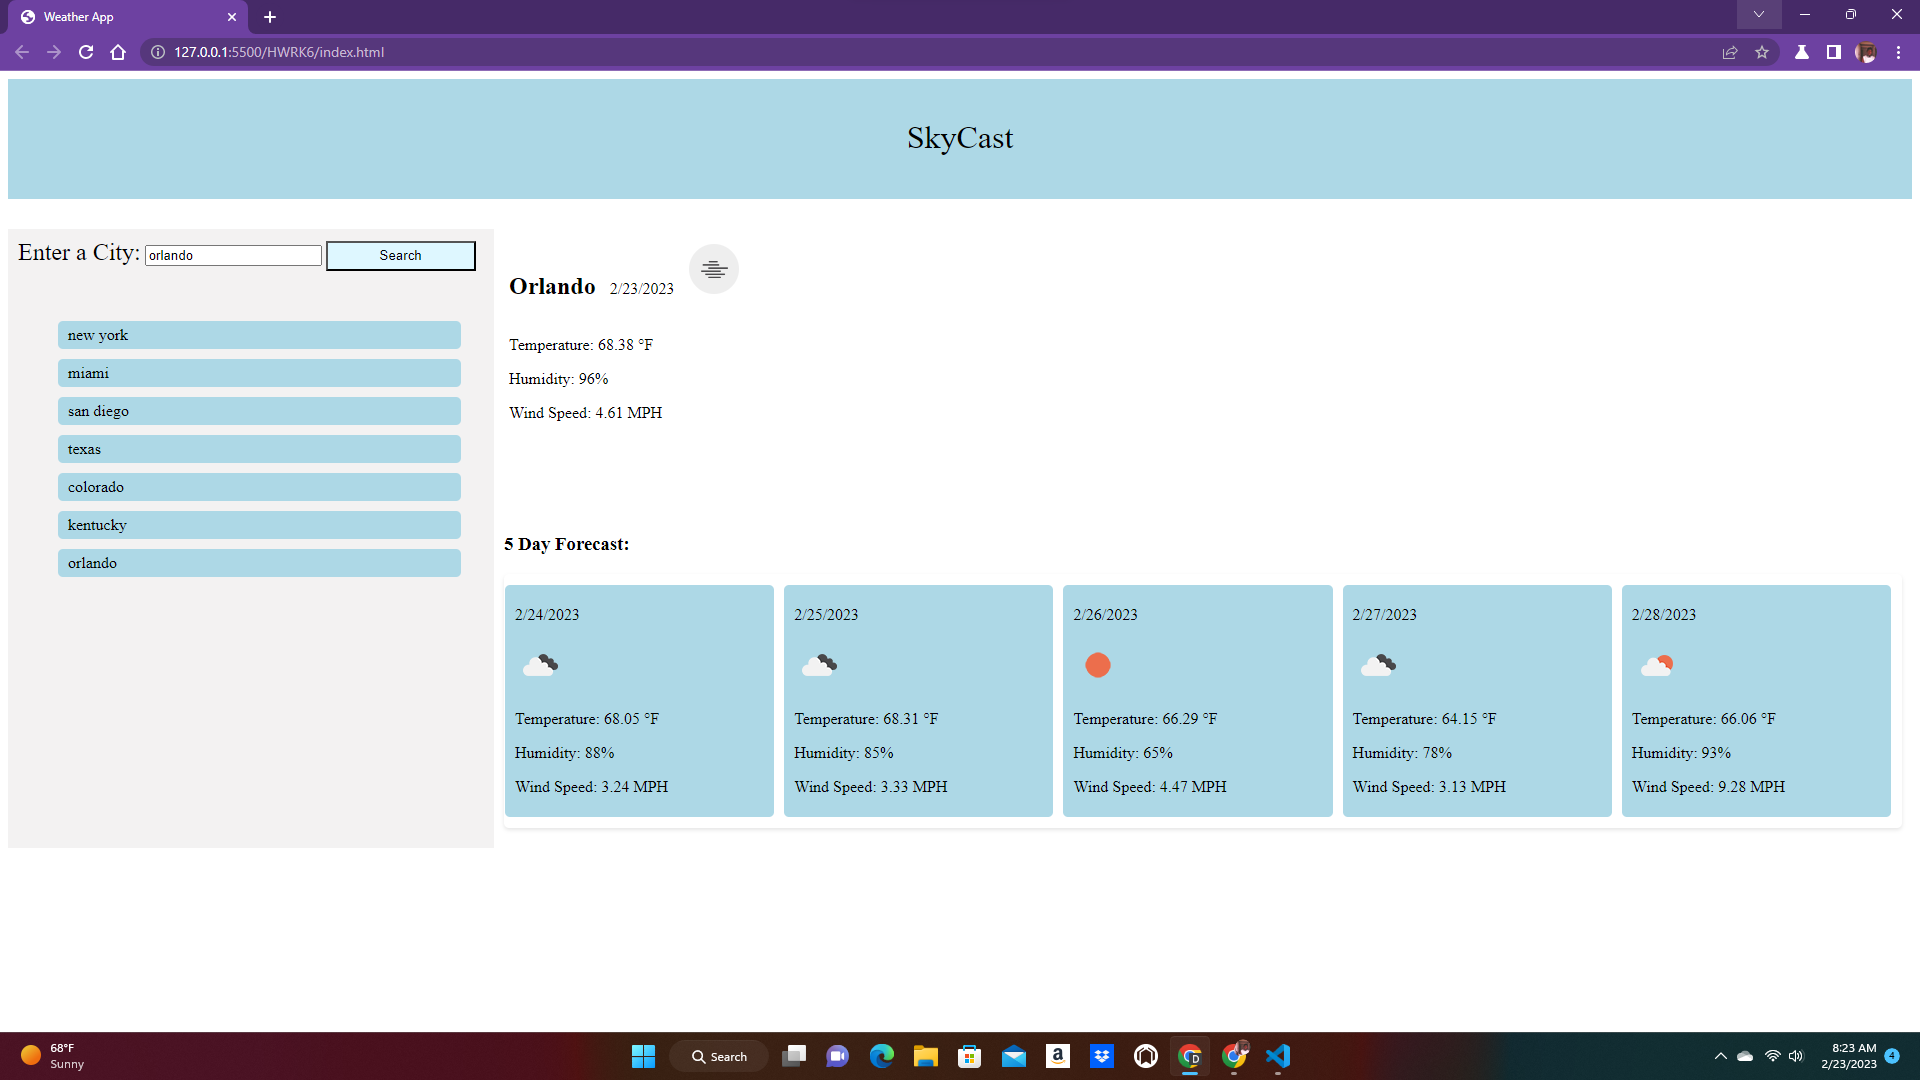 Weather App
127.0.0.1:5500/HWRK6/index.html
SkyCast
Enter a City: orlando Search
new york
miami
san diego
texas
colorado
kentucky
orlando
Orlando 2/23/2023
Temperature: 68.38 °F
Humidity: 96%
Wind Speed: 4.61 MPH
5 Day Forecast:
2/24/2023
Temperature: 68.05 °F
Humidity: 88%
Wind Speed: 3.24 MPH
2/25/2023
Temperature: 68.31 °F
Humidity: 85%
Wind Speed: 3.33 MPH
2/26/2023
Temperature: 66.29 °F
Humidity: 65%
Wind Speed: 4.47 MPH
2/27/2023
Temperature: 64.15 °F
Humidity: 78%
Wind Speed: 3.13 MPH
2/28/2023
Temperature: 66.06 °F
Humidity: 93%
Wind Speed: 9.28 MPH
68°F
Sunny
Search
a
D
8:23 AM
2/23/2023
4